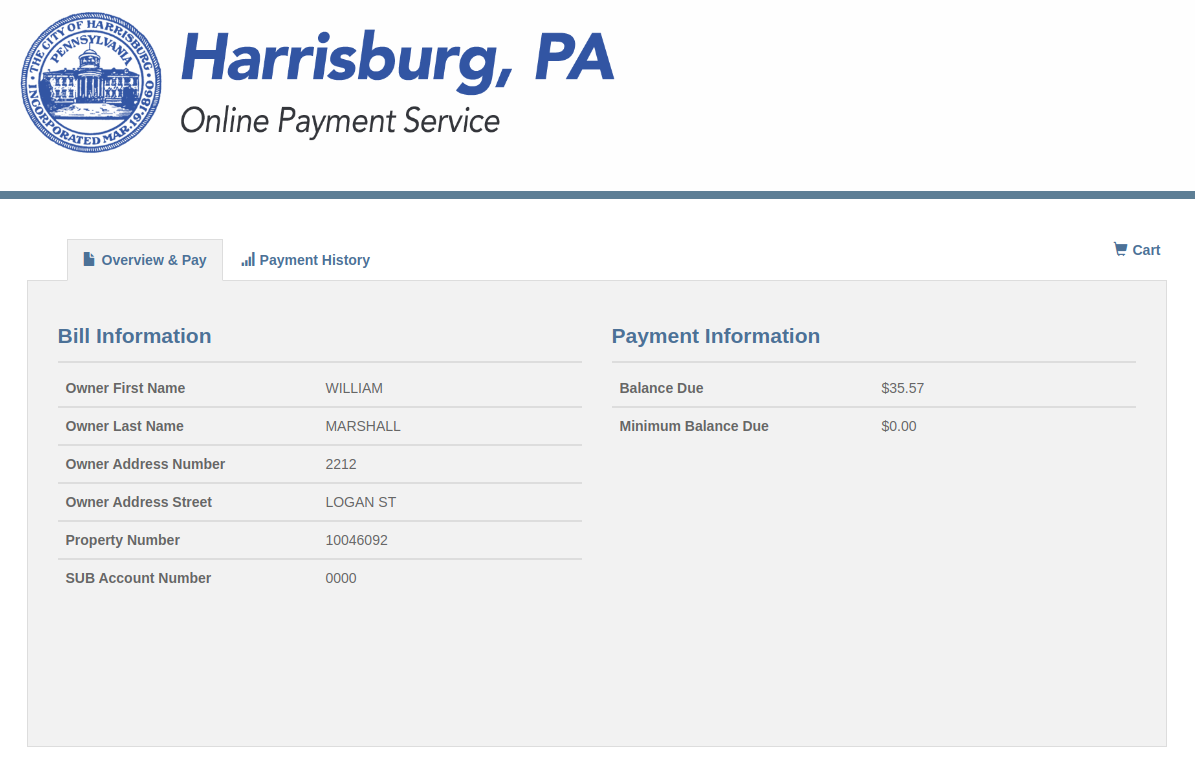 THE CITY OF HARRISBURG,
PENNSYLVANIA
INCORPORATED MAR. 19. 1860
Harrisburg, PA
Online Payment Service
Cart
Overview & Pay Payment History
Bill Information
Owner First Name WILLIAM
Owner Last Name MARSHALL
Owner Address Number 2212
Owner Address Street LOGAN ST
Property Number 10046092
SUB Account Number 0000
Payment Information
Balance Due $35.57
Minimum Balance Due $0.00